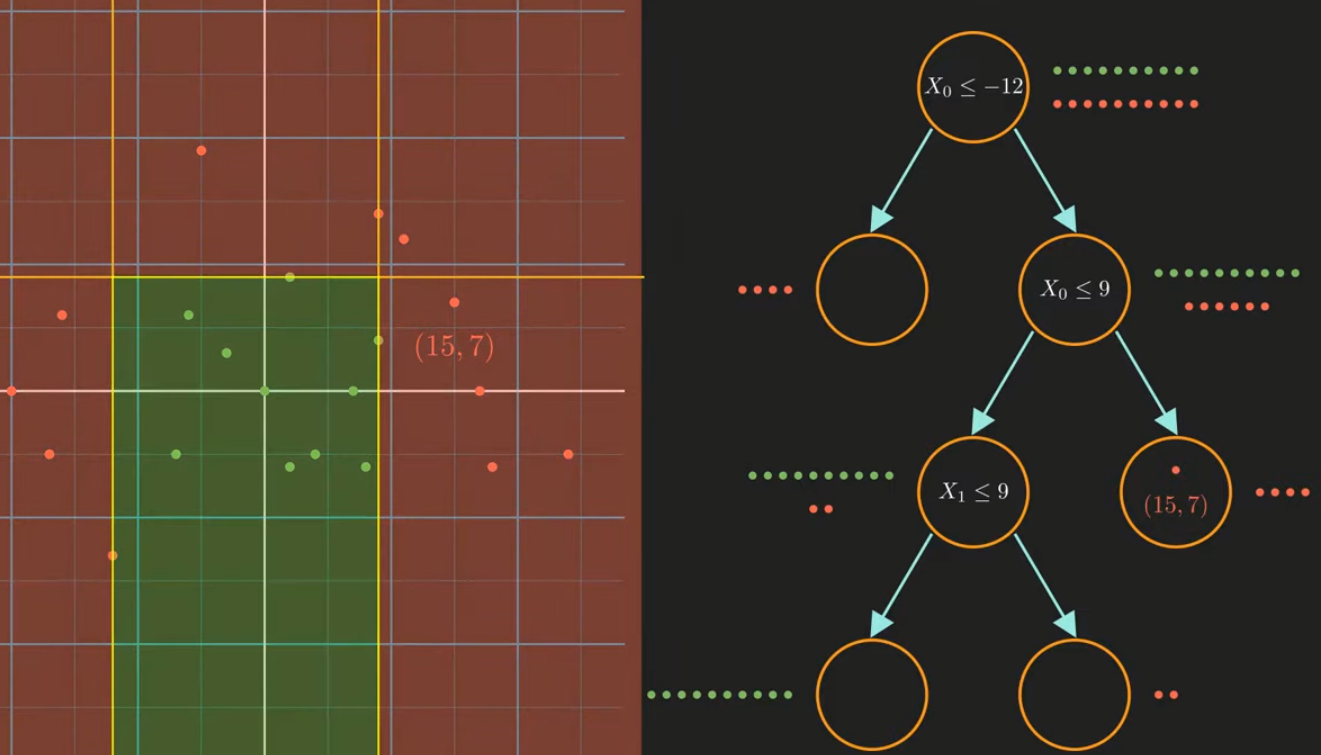 (15, 7)
X₀ ≤ −12
X₀ ≤ 9
X₁ ≤ 9
(15, 7)